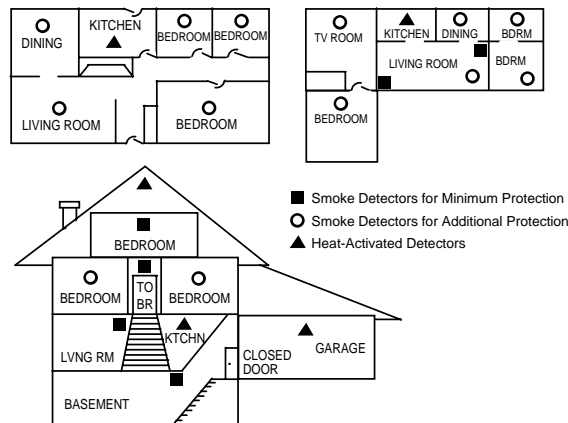 DINING
KITCHEN
BEDROOM
BEDROOM
LIVING ROOM
BEDROOM
TV ROOM
KITCHEN
DINING
BDRM
LIVING ROOM
BDRM
BEDROOM
Smoke Detectors for Minimum Protection
Smoke Detectors for Additional Protection
Heat-Activated Detectors
BEDROOM
BEDROOM
TO
BR
BEDROOM
LVNG RM
KTCHN
CLOSED
DOOR
GARAGE
BASEMENT